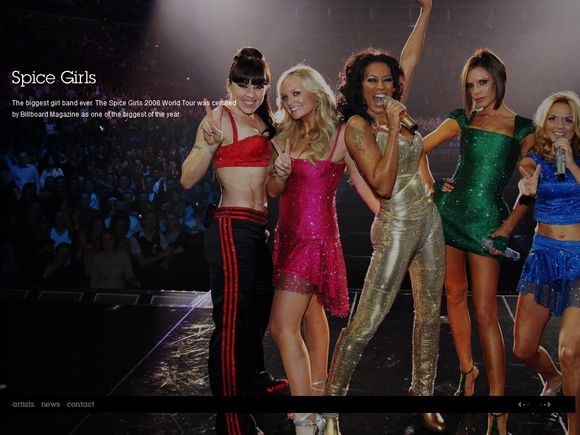 Spice Girls
The biggest girl band ever. The Spice Girls 2008 World Tour was certified
by Billboard Magazine as one of the biggest of the year.
artists news contact